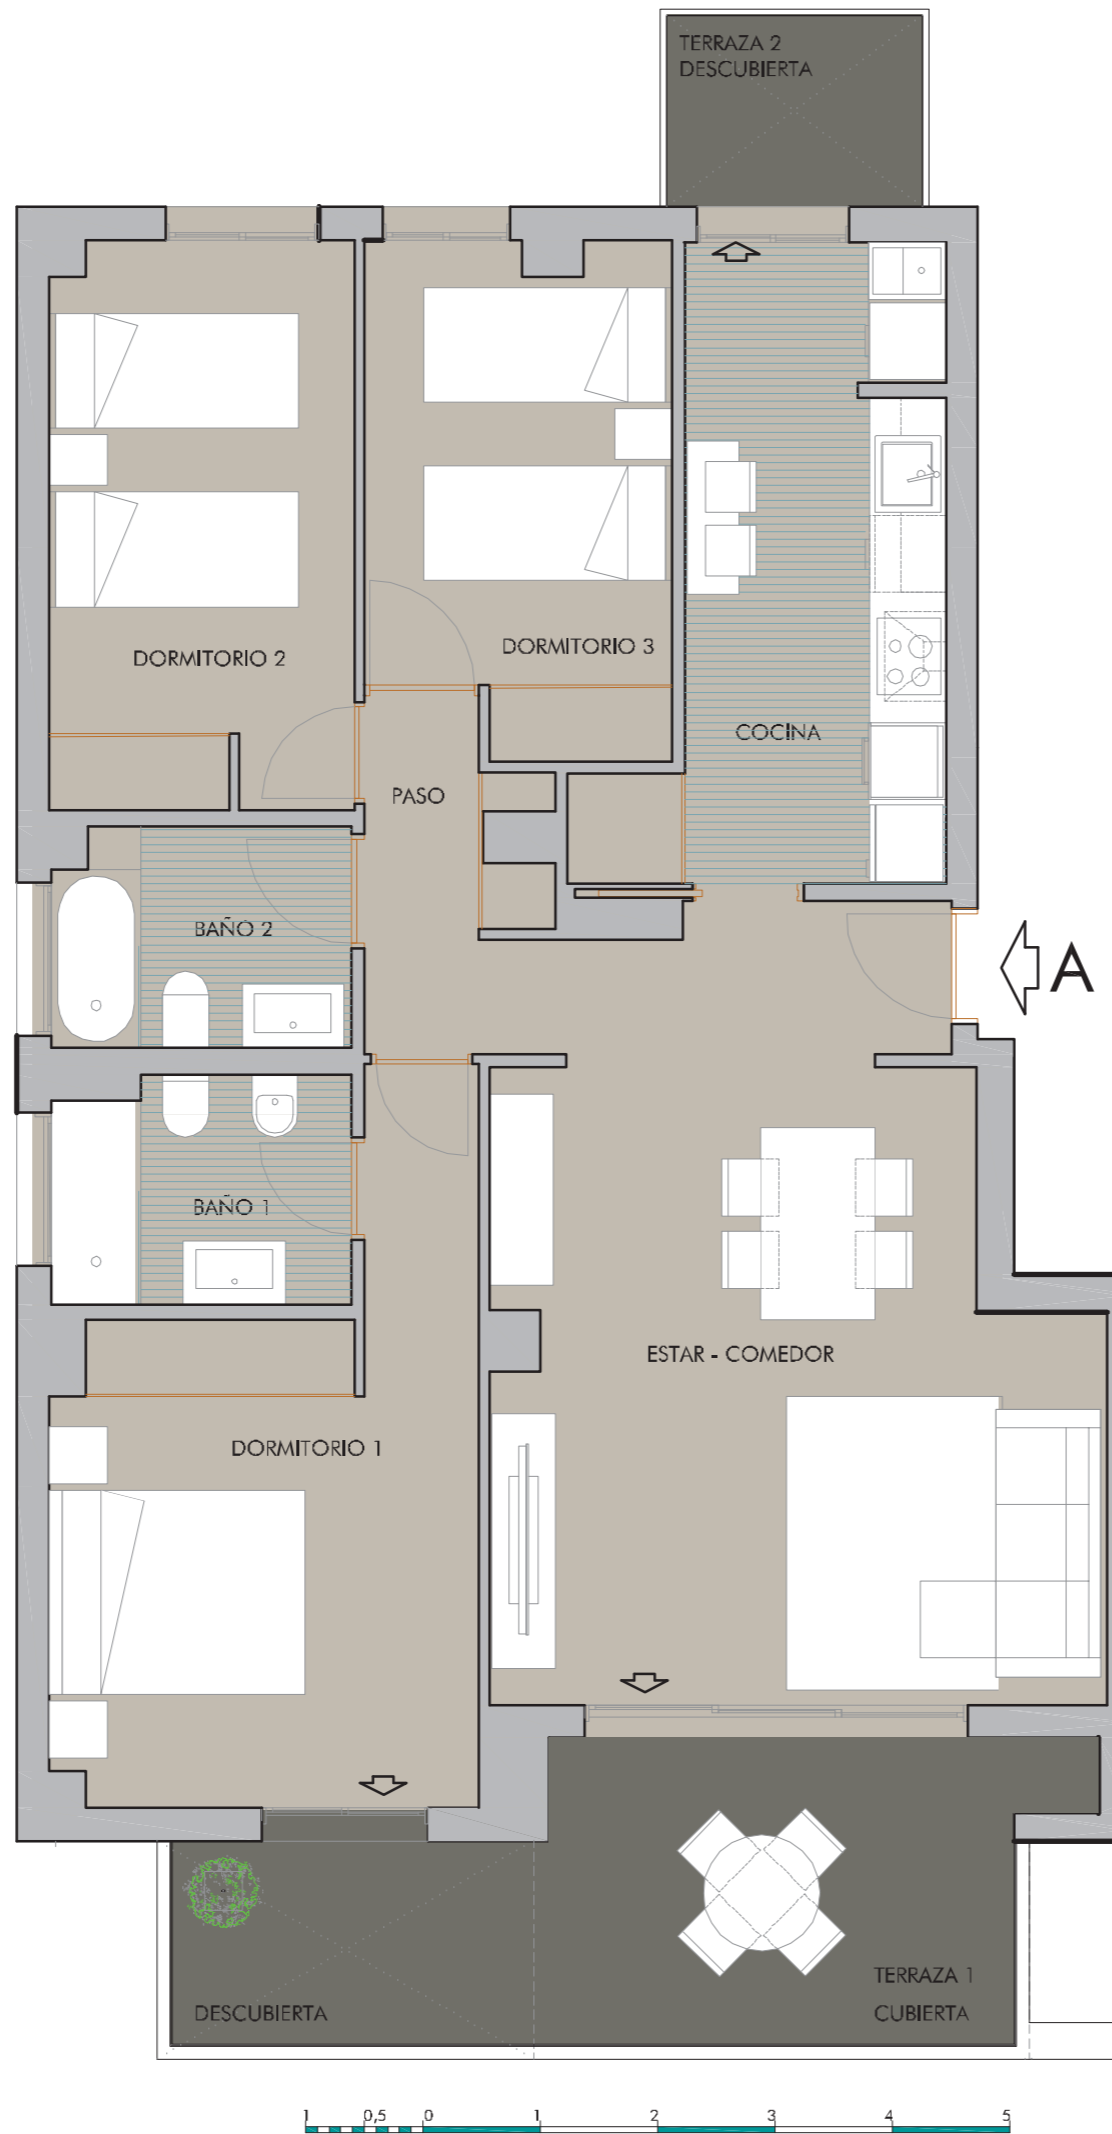 TERRAZA 2
DESCUBIERTA
DORMITORIO 2
DORMITORIO 3
COCINA
PASO
BAÑO 2
A
BAÑO 1
ESTAR - COMEDOR
DORMITORIO 1
TERRAZA 1
DESCUBIERTA
CUBIERTA
1 0,5 0 1 2 3 4 5